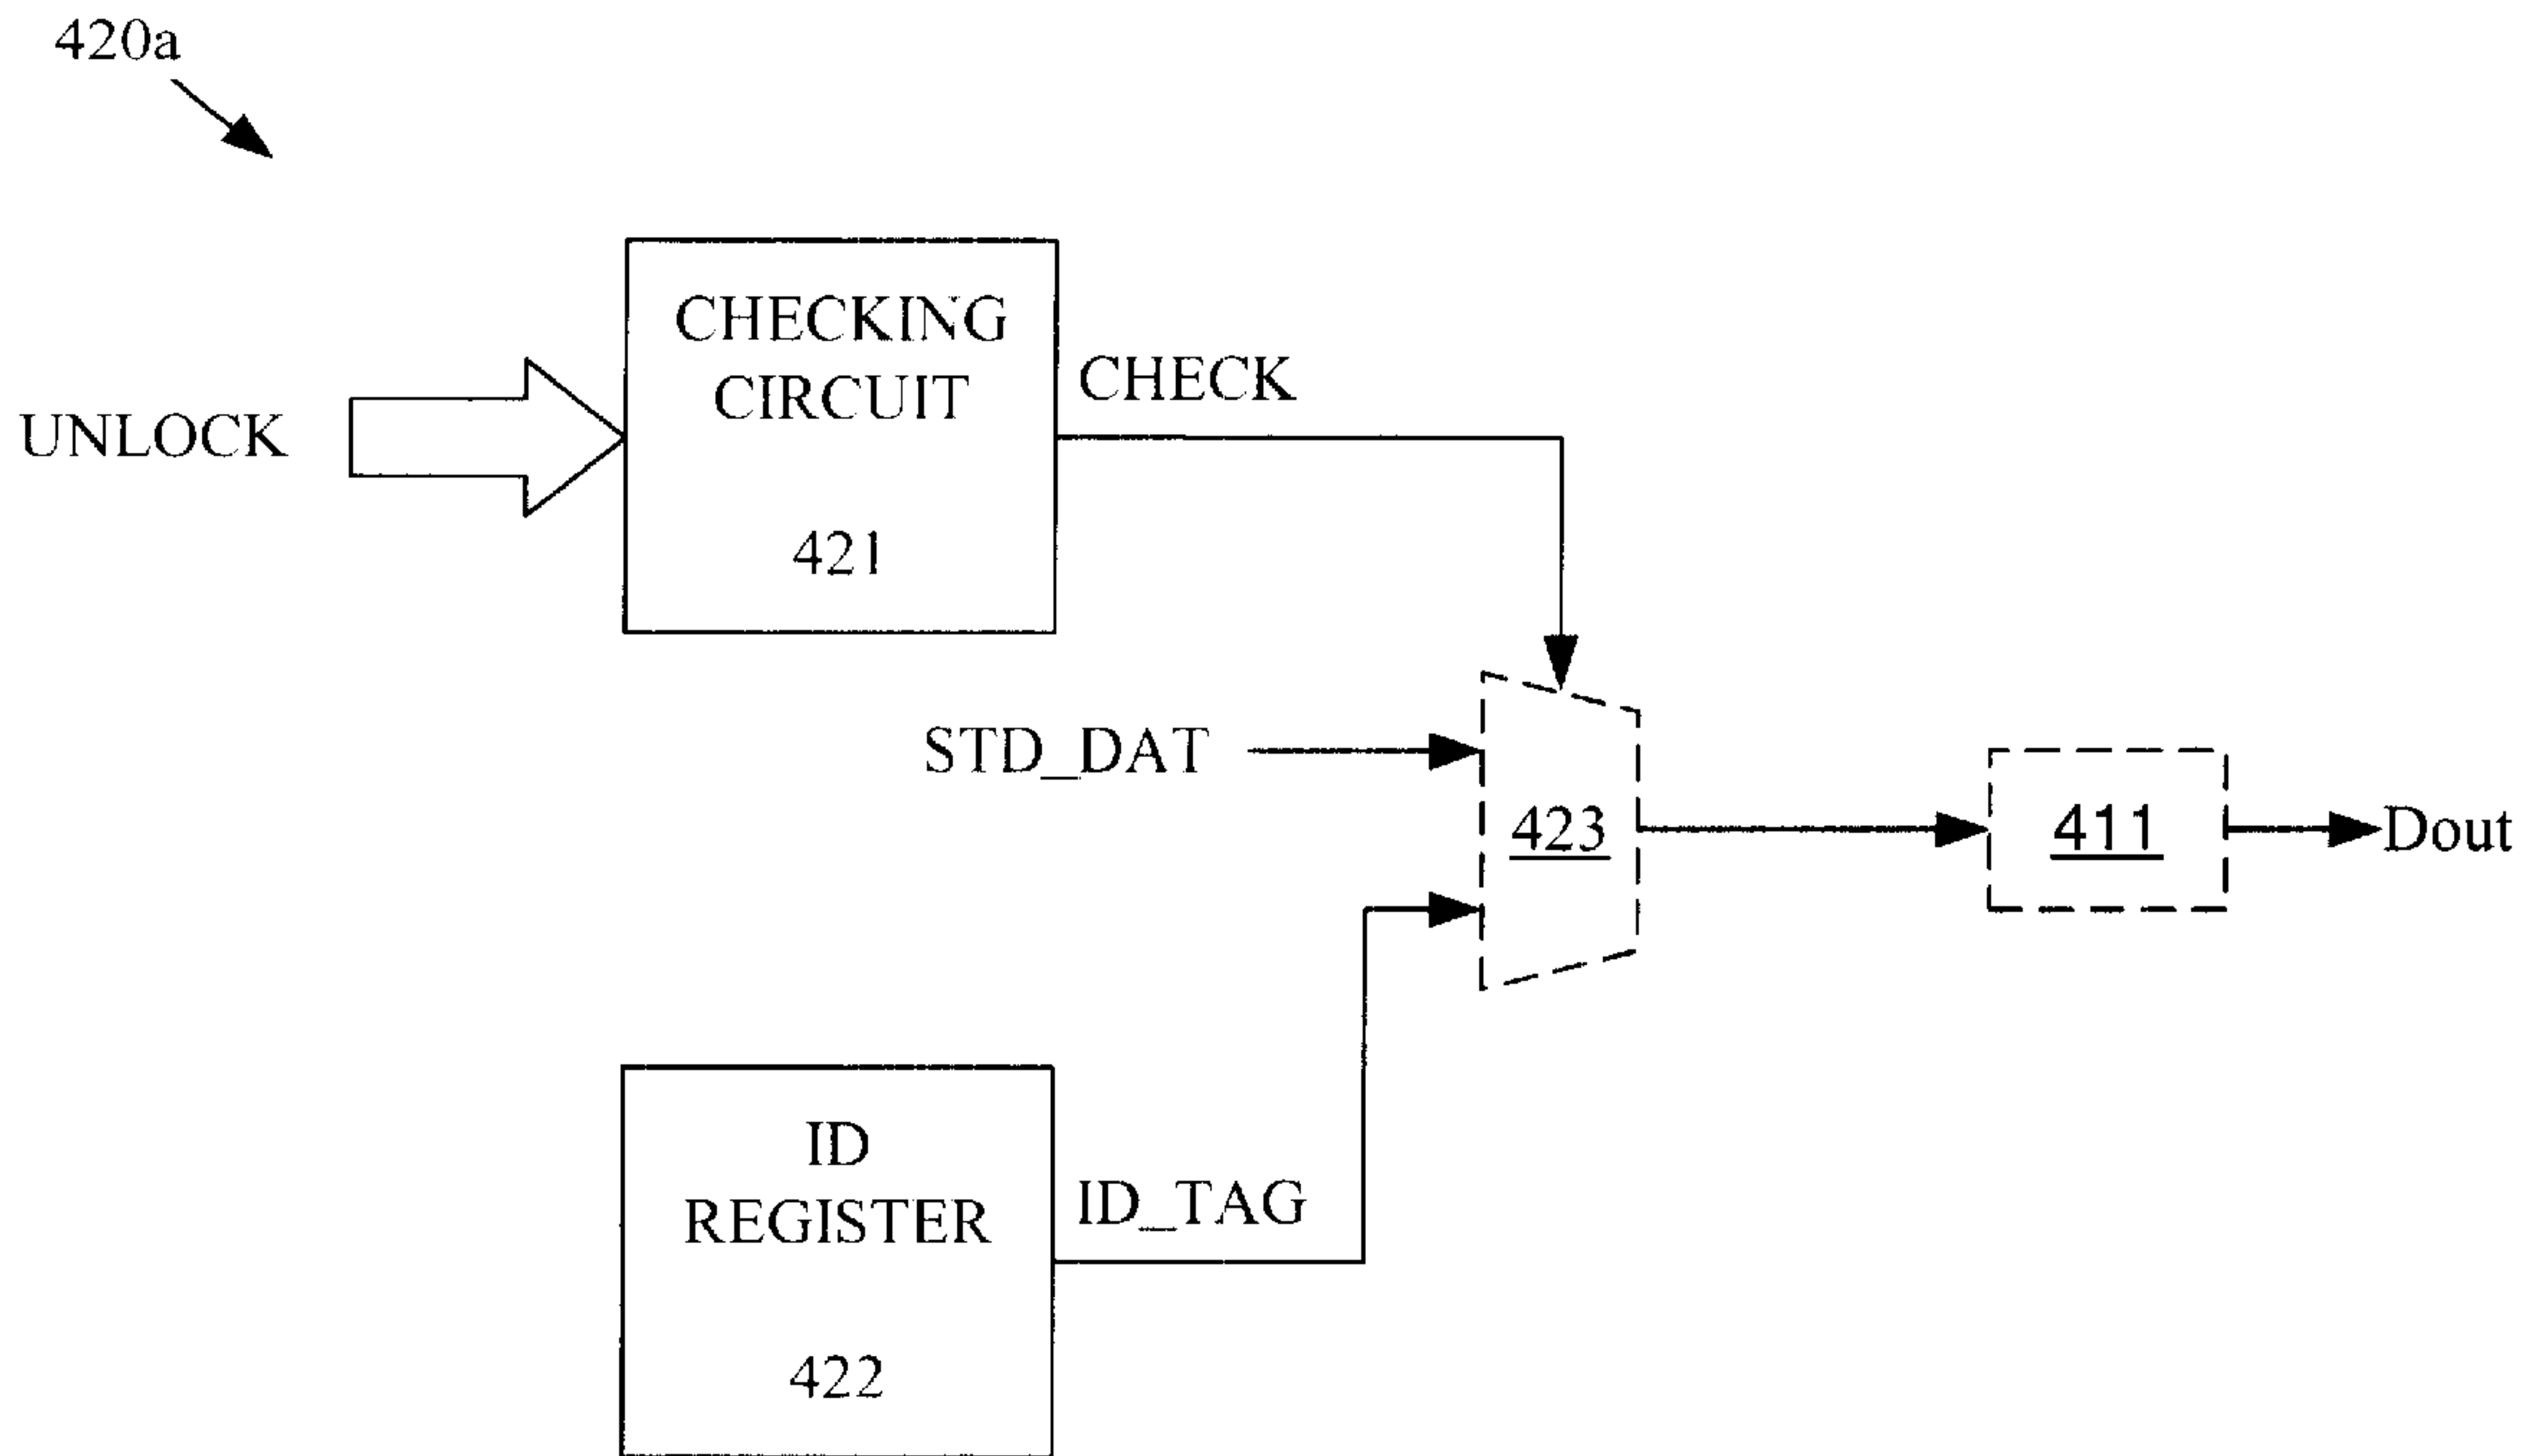 420a
CHECKING
CIRCUIT
421
UNLOCK
CHECK
STD_DAT
423
411
Dout
ID
REGISTER
422
ID_TAG